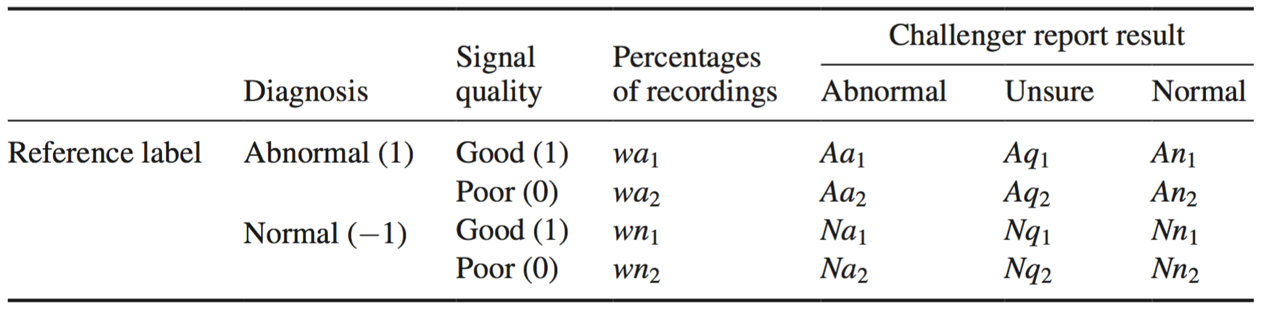 Challenger report result
Signal Percentages
Diagnosis quality of recordings Abnormal Unsure Normal
Reference label Abnormal (1) Good (1) wa₁ Aa₁ Aq₁ An₁
Poor (0) wa₂ Aa₂ Aq₂ An₂
Normal (−1) Good (1) wn₁ Na₁ Nq₁ Nn₁
Poor (0) wn₂ Na₂ Nq₂ Nn₂